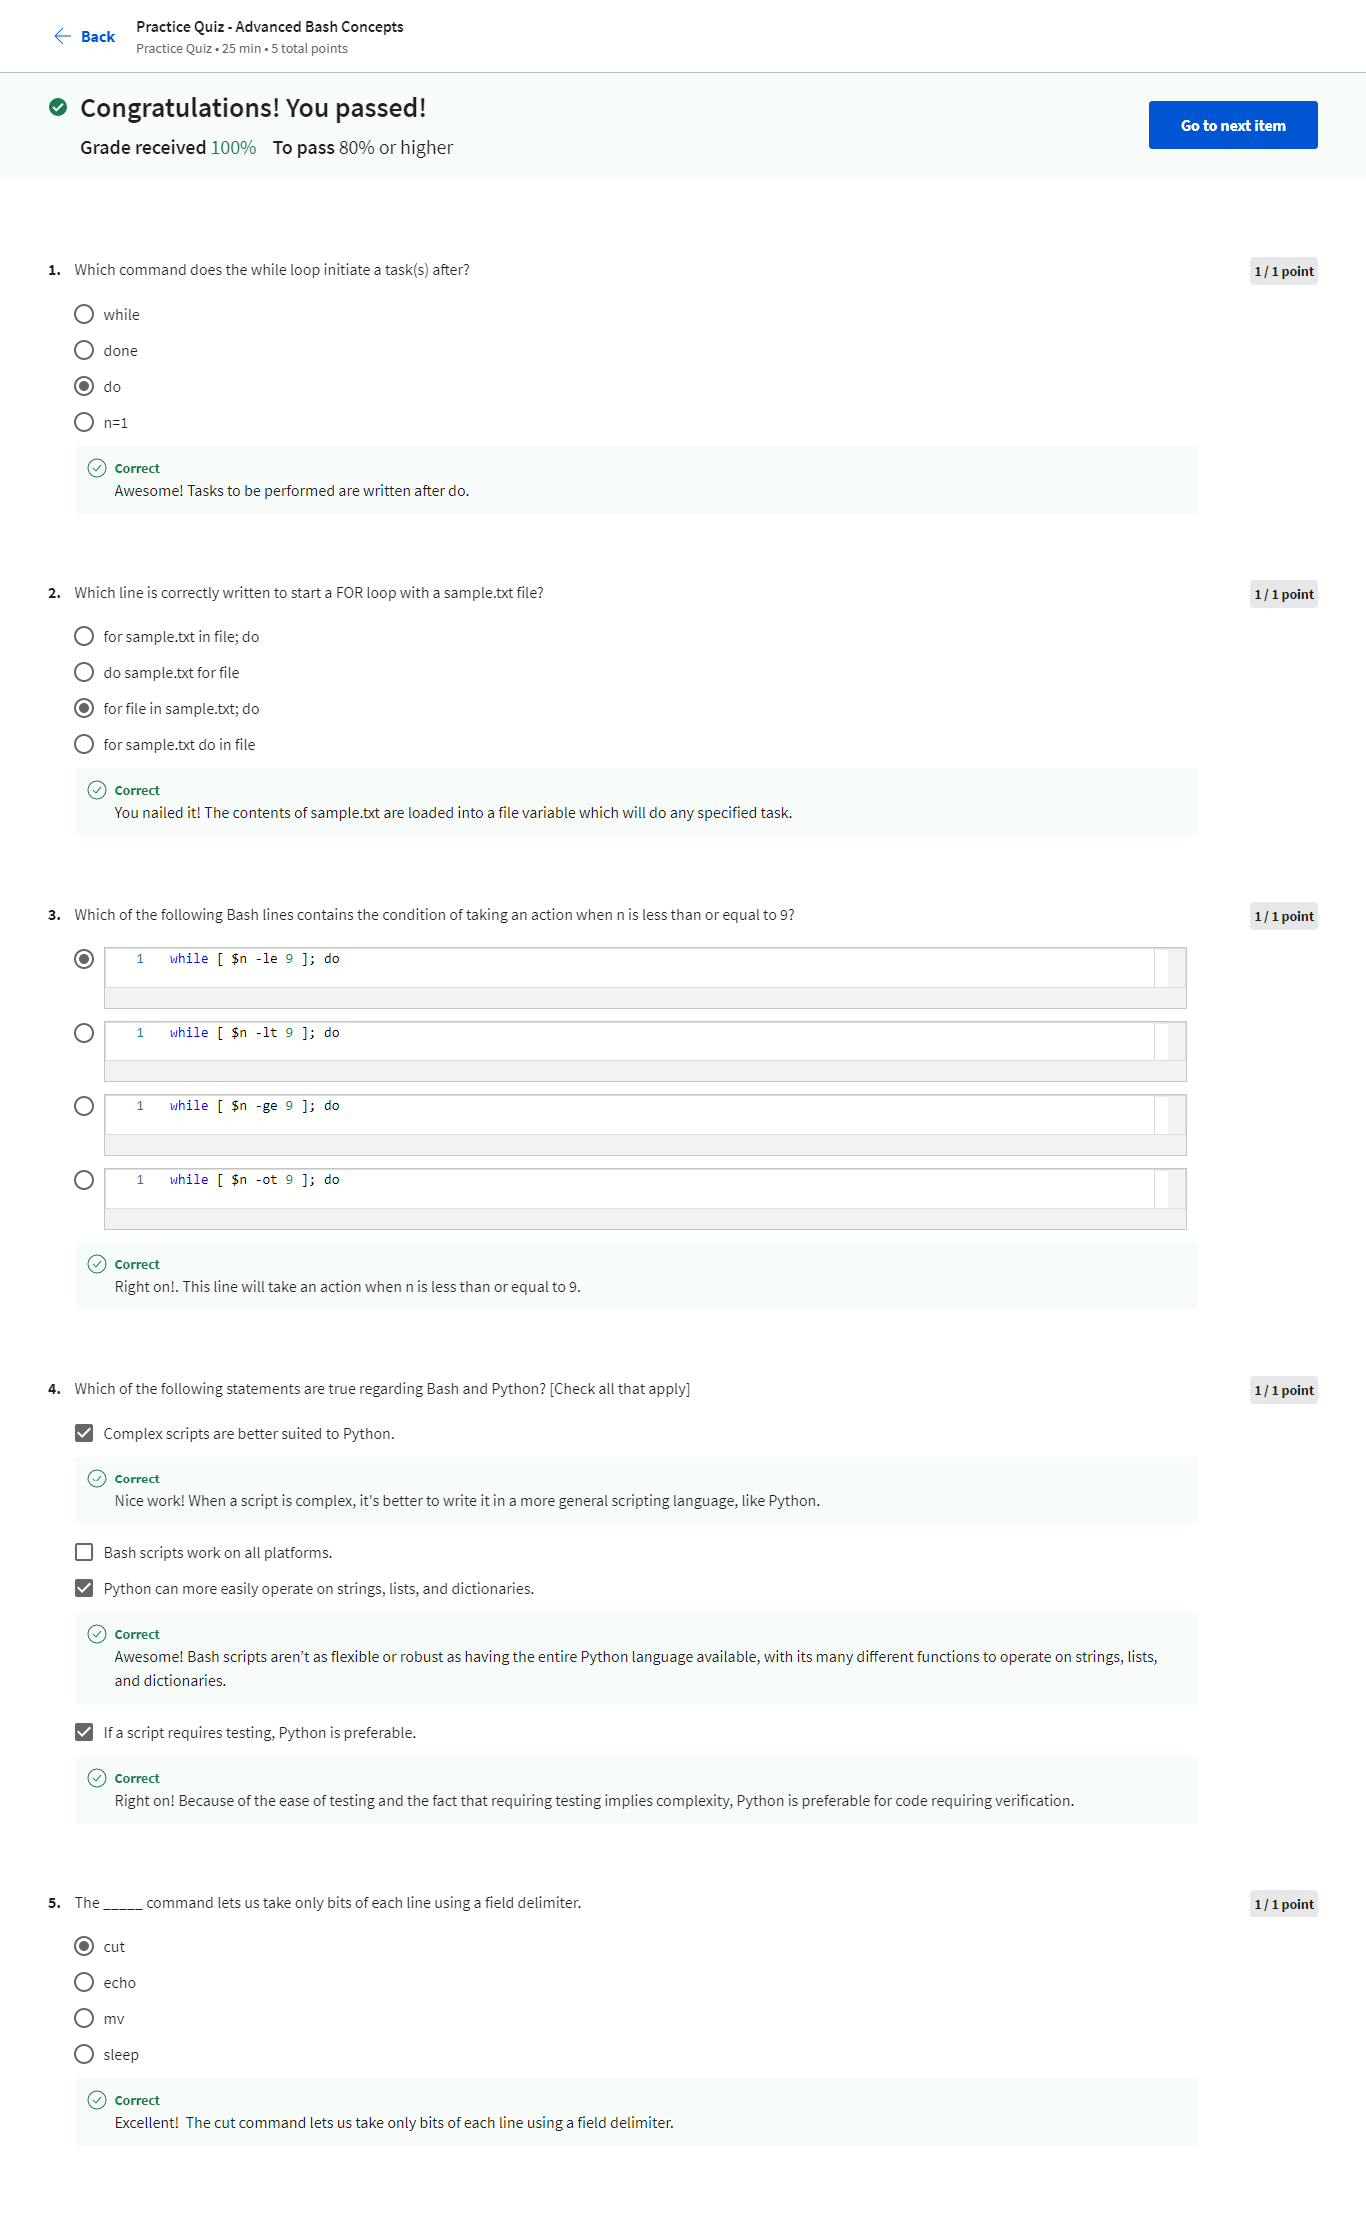 Back
Practice Quiz - Advanced Bash Concepts
Practice Quiz • 25 min • 5 total points
Congratulations! You passed!
Grade received 100% To pass 80% or higher
Go to next item
1. Which command does the while loop initiate a task(s) after?
1 / 1 point
while
done
do
n=1
Correct
Awesome! Tasks to be performed are written after do.
2. Which line is correctly written to start a FOR loop with a sample.txt file?
1 / 1 point
for sample.txt in file; do
do sample.txt for file
for file in sample.txt; do
for sample.txt do in file
Correct
You nailed it! The contents of sample.txt are loaded into a file variable which will do any specified task.
3. Which of the following Bash lines contains the condition of taking an action when n is less than or equal to 9?
1 / 1 point
1 while [ $n -le 9 ]; do
1 while [ $n -lt 9 ]; do
1 while [ $n -ge 9 ]; do
1 while [ $n -ot 9 ]; do
Correct
Right on!. This line will take an action when n is less than or equal to 9.
4. Which of the following statements are true regarding Bash and Python? [Check all that apply]
1 / 1 point
Complex scripts are better suited to Python.
Correct
Nice work! When a script is complex, it's better to write it in a more general scripting language, like Python.
Bash scripts work on all platforms.
Python can more easily operate on strings, lists, and dictionaries.
Correct
Awesome! Bash scripts aren’t as flexible or robust as having the entire Python language available, with its many different functions to operate on strings, lists,
and dictionaries.
If a script requires testing, Python is preferable.
Correct
Right on! Because of the ease of testing and the fact that requiring testing implies complexity, Python is preferable for code requiring verification.
5. The _____ command lets us take only bits of each line using a field delimiter.
1 / 1 point
cut
echo
mv
sleep
Correct
Excellent! The cut command lets us take only bits of each line using a field delimiter.